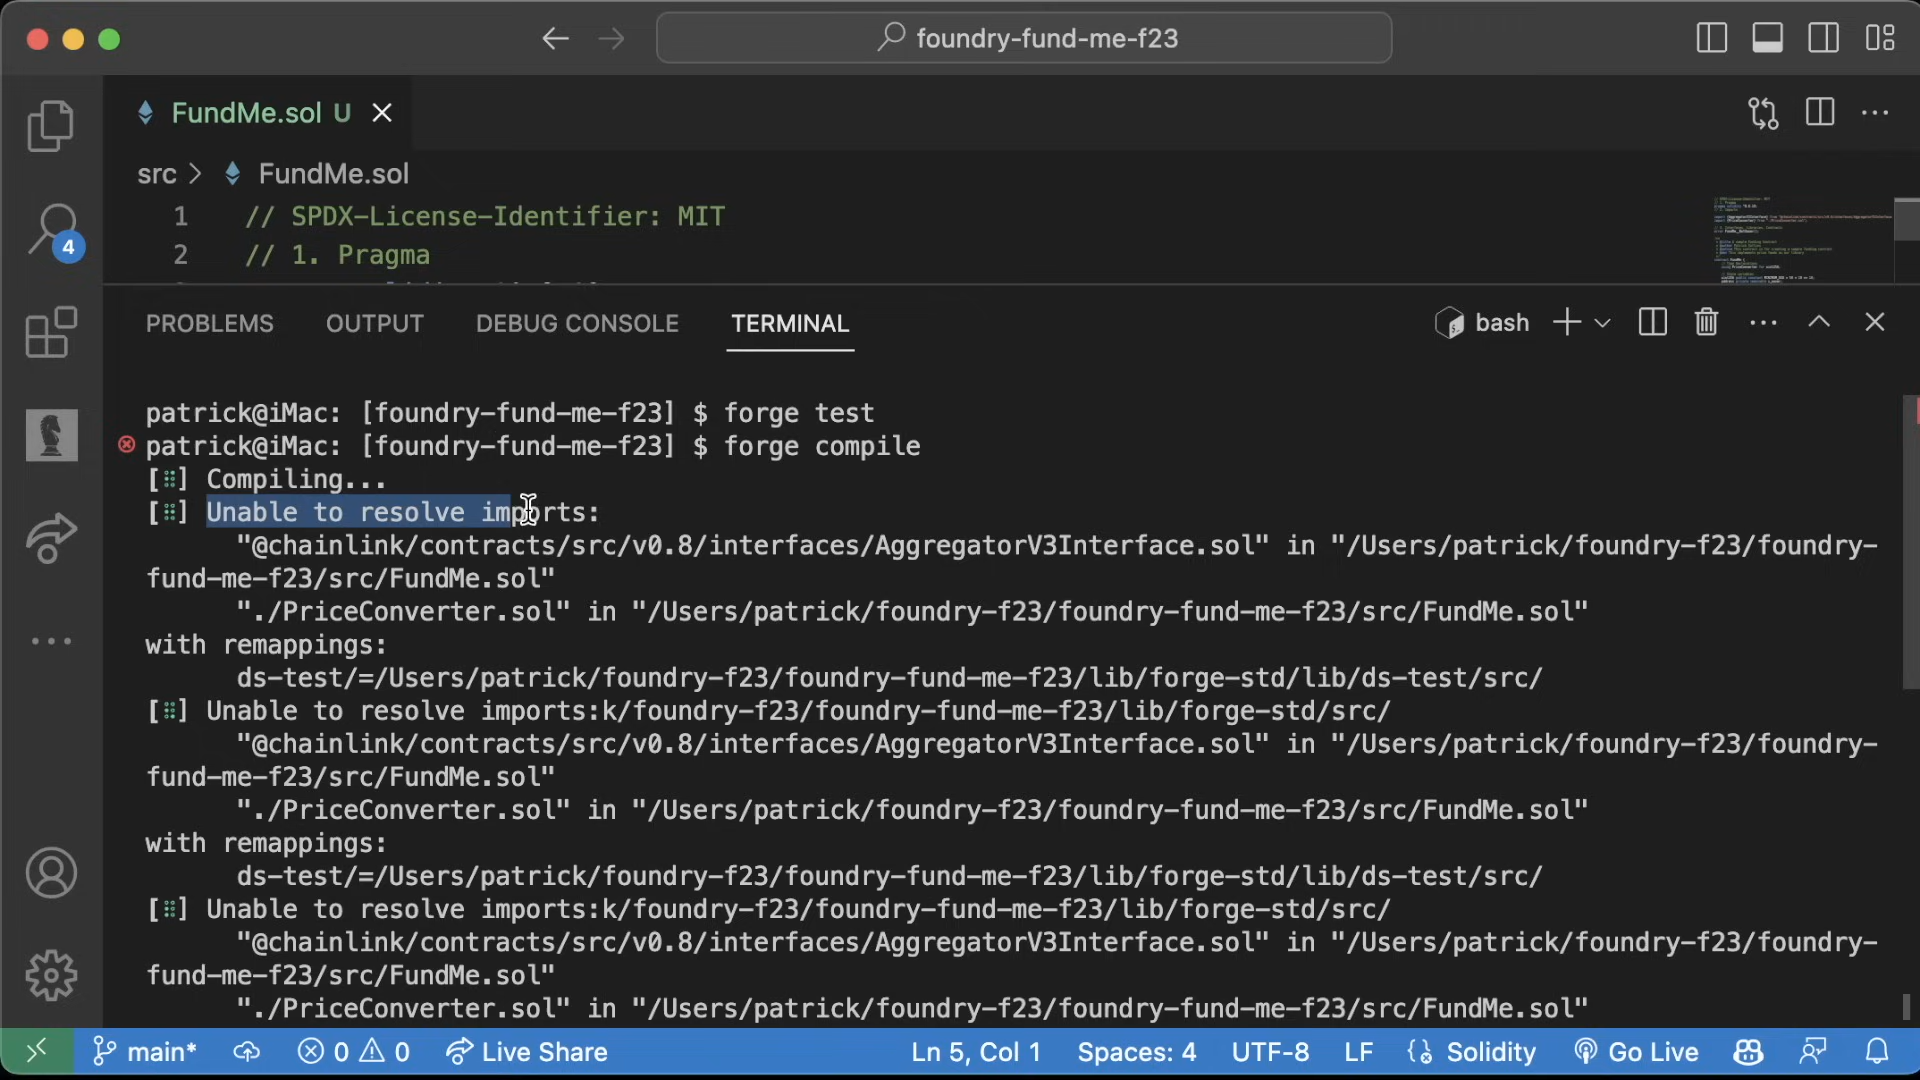 foundry-fund-me-f23
FundMe.sol U
src > FundMe.sol
1 // SPDX-License-Identifier: MIT
2 // 1. Pragma
4
PROBLEMS OUTPUT DEBUG CONSOLE TERMINAL bash
patrick@iMac: [foundry-fund-me-f23] $ forge test
patrick@iMac: [foundry-fund-me-f23] $ forge compile
[⠿] Compiling...
[⠿] Unable to resolve imports:
"@chainlink/contracts/src/v0.8/interfaces/AggregatorV3Interface.sol" in "/Users/patrick/foundry-f23/foundry-
fund-me-f23/src/FundMe.sol"
"./PriceConverter.sol" in "/Users/patrick/foundry-f23/foundry-fund-me-f23/src/FundMe.sol"
with remappings:
ds-test/=/Users/patrick/foundry-f23/foundry-fund-me-f23/lib/forge-std/lib/ds-test/src/
[⠿] Unable to resolve imports:k/foundry-f23/foundry-fund-me-f23/lib/forge-std/src/
"@chainlink/contracts/src/v0.8/interfaces/AggregatorV3Interface.sol" in "/Users/patrick/foundry-f23/foundry-
fund-me-f23/src/FundMe.sol"
"./PriceConverter.sol" in "/Users/patrick/foundry-f23/foundry-fund-me-f23/src/FundMe.sol"
with remappings:
ds-test/=/Users/patrick/foundry-f23/foundry-fund-me-f23/lib/forge-std/lib/ds-test/src/
[⠿] Unable to resolve imports:k/foundry-f23/foundry-fund-me-f23/lib/forge-std/src/
"@chainlink/contracts/src/v0.8/interfaces/AggregatorV3Interface.sol" in "/Users/patrick/foundry-f23/foundry-
fund-me-f23/src/FundMe.sol"
"./PriceConverter.sol" in "/Users/patrick/foundry-f23/foundry-fund-me-f23/src/FundMe.sol"
main* 0 0 Live Share Ln 5, Col 1 Spaces: 4 UTF-8 LF {} Solidity Go Live